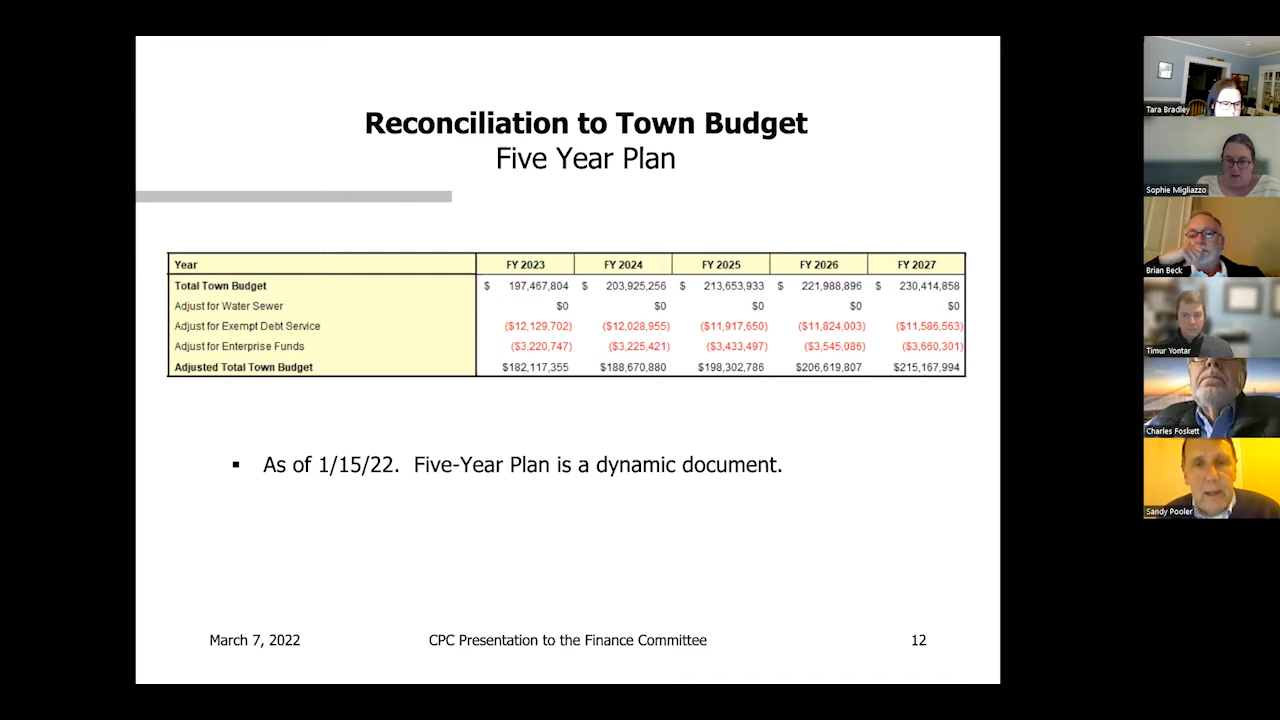 Reconciliation to Town Budget
Five Year Plan
Year FY 2023 FY 2024 FY 2025 FY 2026 FY 2027
Total Town Budget $ 197,467,804 $ 203,925,256 $ 213,653,933 $ 221,988,896 $ 230,414,858
Adjust for Water Sewer $0 $0 $0 $0 $0
Adjust for Exempt Debt Service ($12,129,702) ($12,028,955) ($11,917,650) ($11,824,003) ($11,586,563)
Adjust for Enterprise Funds ($3,220,747) ($3,225,421) ($3,433,497) ($3,545,086) ($3,660,301)
Adjusted Total Town Budget $182,117,355 $188,670,880 $198,302,786 $206,619,807 $215,167,994
▪ As of 1/15/22. Five-Year Plan is a dynamic document.
March 7, 2022 CPC Presentation to the Finance Committee 12
Tara Bradley
Sophie Migliazzo
Brian Beck
Timur Yontar
Charles Foskett
Sandy Pooler